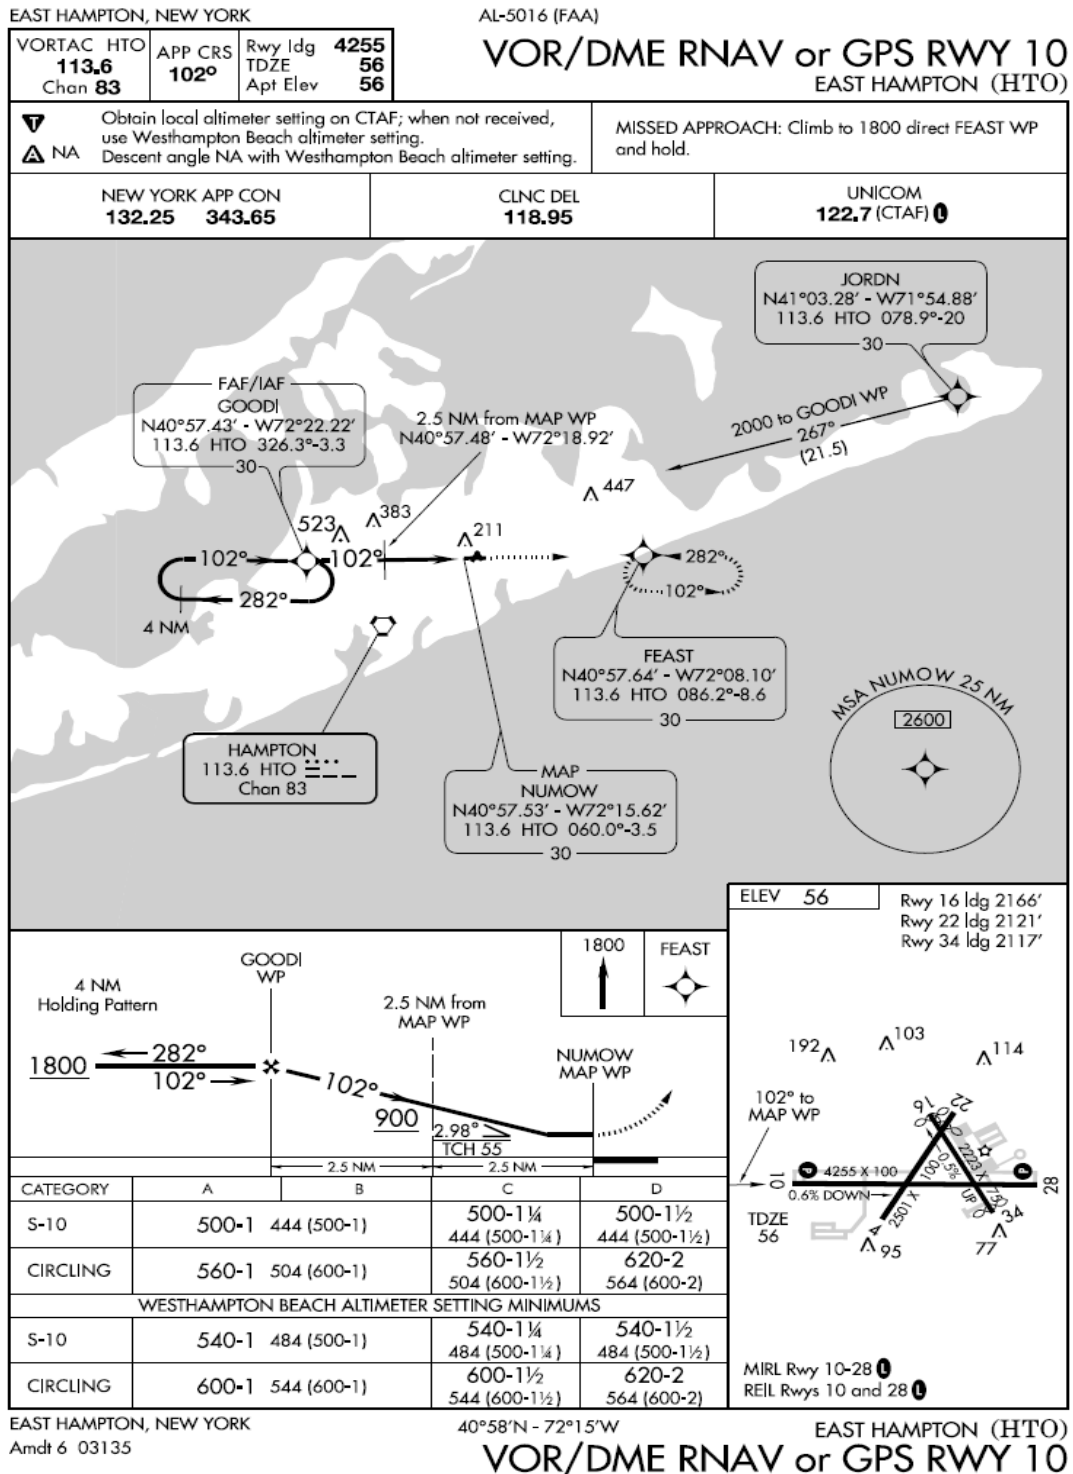 EAST HAMPTON, NEW YORK
AL-5016 (FAA)
VORTAC HTO
113.6
Chan 83
APP CRS
102°
Rwy ldg 4255
TDZE 56
Apt Elev 56
VOR/DME RNAV or GPS RWY 10
EAST HAMPTON (HTO)
T
A NA
Obtain local altimeter setting on CTAF; when not received,
use Westhampton Beach altimeter setting.
Descent angle NA with Westhampton Beach altimeter setting.
MISSED APPROACH: Climb to 1800 direct FEAST WP
and hold.
NEW YORK APP CON
132.25 343.65
CLNC DEL
118.95
UNICOM
122.7 (CTAF) L
JORDN
N41°03.28′ - W71°54.88′
113.6 HTO 078.9°-20
30
FAF/IAF
GOODI
N40°57.43′ - W72°22.22′
113.6 HTO 326.3°-3.3
30
2.5 NM from MAP WP
N40°57.48′ - W72°18.92′
2000 to GOODI WP
267°
(21.5)
447
383
523
211
102°
102°
282°
4 NM
282°
102°
FEAST
N40°57.64′ - W72°08.10′
113.6 HTO 086.2°-8.6
30
HAMPTON
113.6 HTO
Chan 83
MAP
NUMOW
N40°57.53′ - W72°15.62′
113.6 HTO 060.0°-3.5
30
MSA NUMOW 25 NM
2600
ELEV 56
Rwy 16 ldg 2166′
Rwy 22 ldg 2121′
Rwy 34 ldg 2117′
192
103
114
102° to
MAP WP
16
22
10
28
4255 X 100
0.6% DOWN
2501 X 100
0.5% UP
2223 X 75
P
P
4
34
TDZE
56
95
77
MIRL Rwy 10-28 L
REIL Rwys 10 and 28 L
4 NM
Holding Pattern
GOODI
WP
2.5 NM from
MAP WP
1800
FEAST
NUMOW
MAP WP
1800
282°
102°
102°
900
2.98°
TCH 55
2.5 NM
2.5 NM
CATEGORY A B C D
S-10 500-1 444 (500-1) 500-1¼ 444 (500-1¼) 500-1½ 444 (500-1½)
CIRCLING 560-1 504 (600-1) 560-1½ 504 (600-1½) 620-2 564 (600-2)
WESTHAMPTON BEACH ALTIMETER SETTING MINIMUMS
S-10 540-1 484 (500-1) 540-1¼ 484 (500-1¼) 540-1½ 484 (500-1½)
CIRCLING 600-1 544 (600-1) 600-1½ 544 (600-1½) 620-2 564 (600-2)
EAST HAMPTON, NEW YORK
Amdt 6 03135
40°58′N - 72°15′W
EAST HAMPTON (HTO)
VOR/DME RNAV or GPS RWY 10